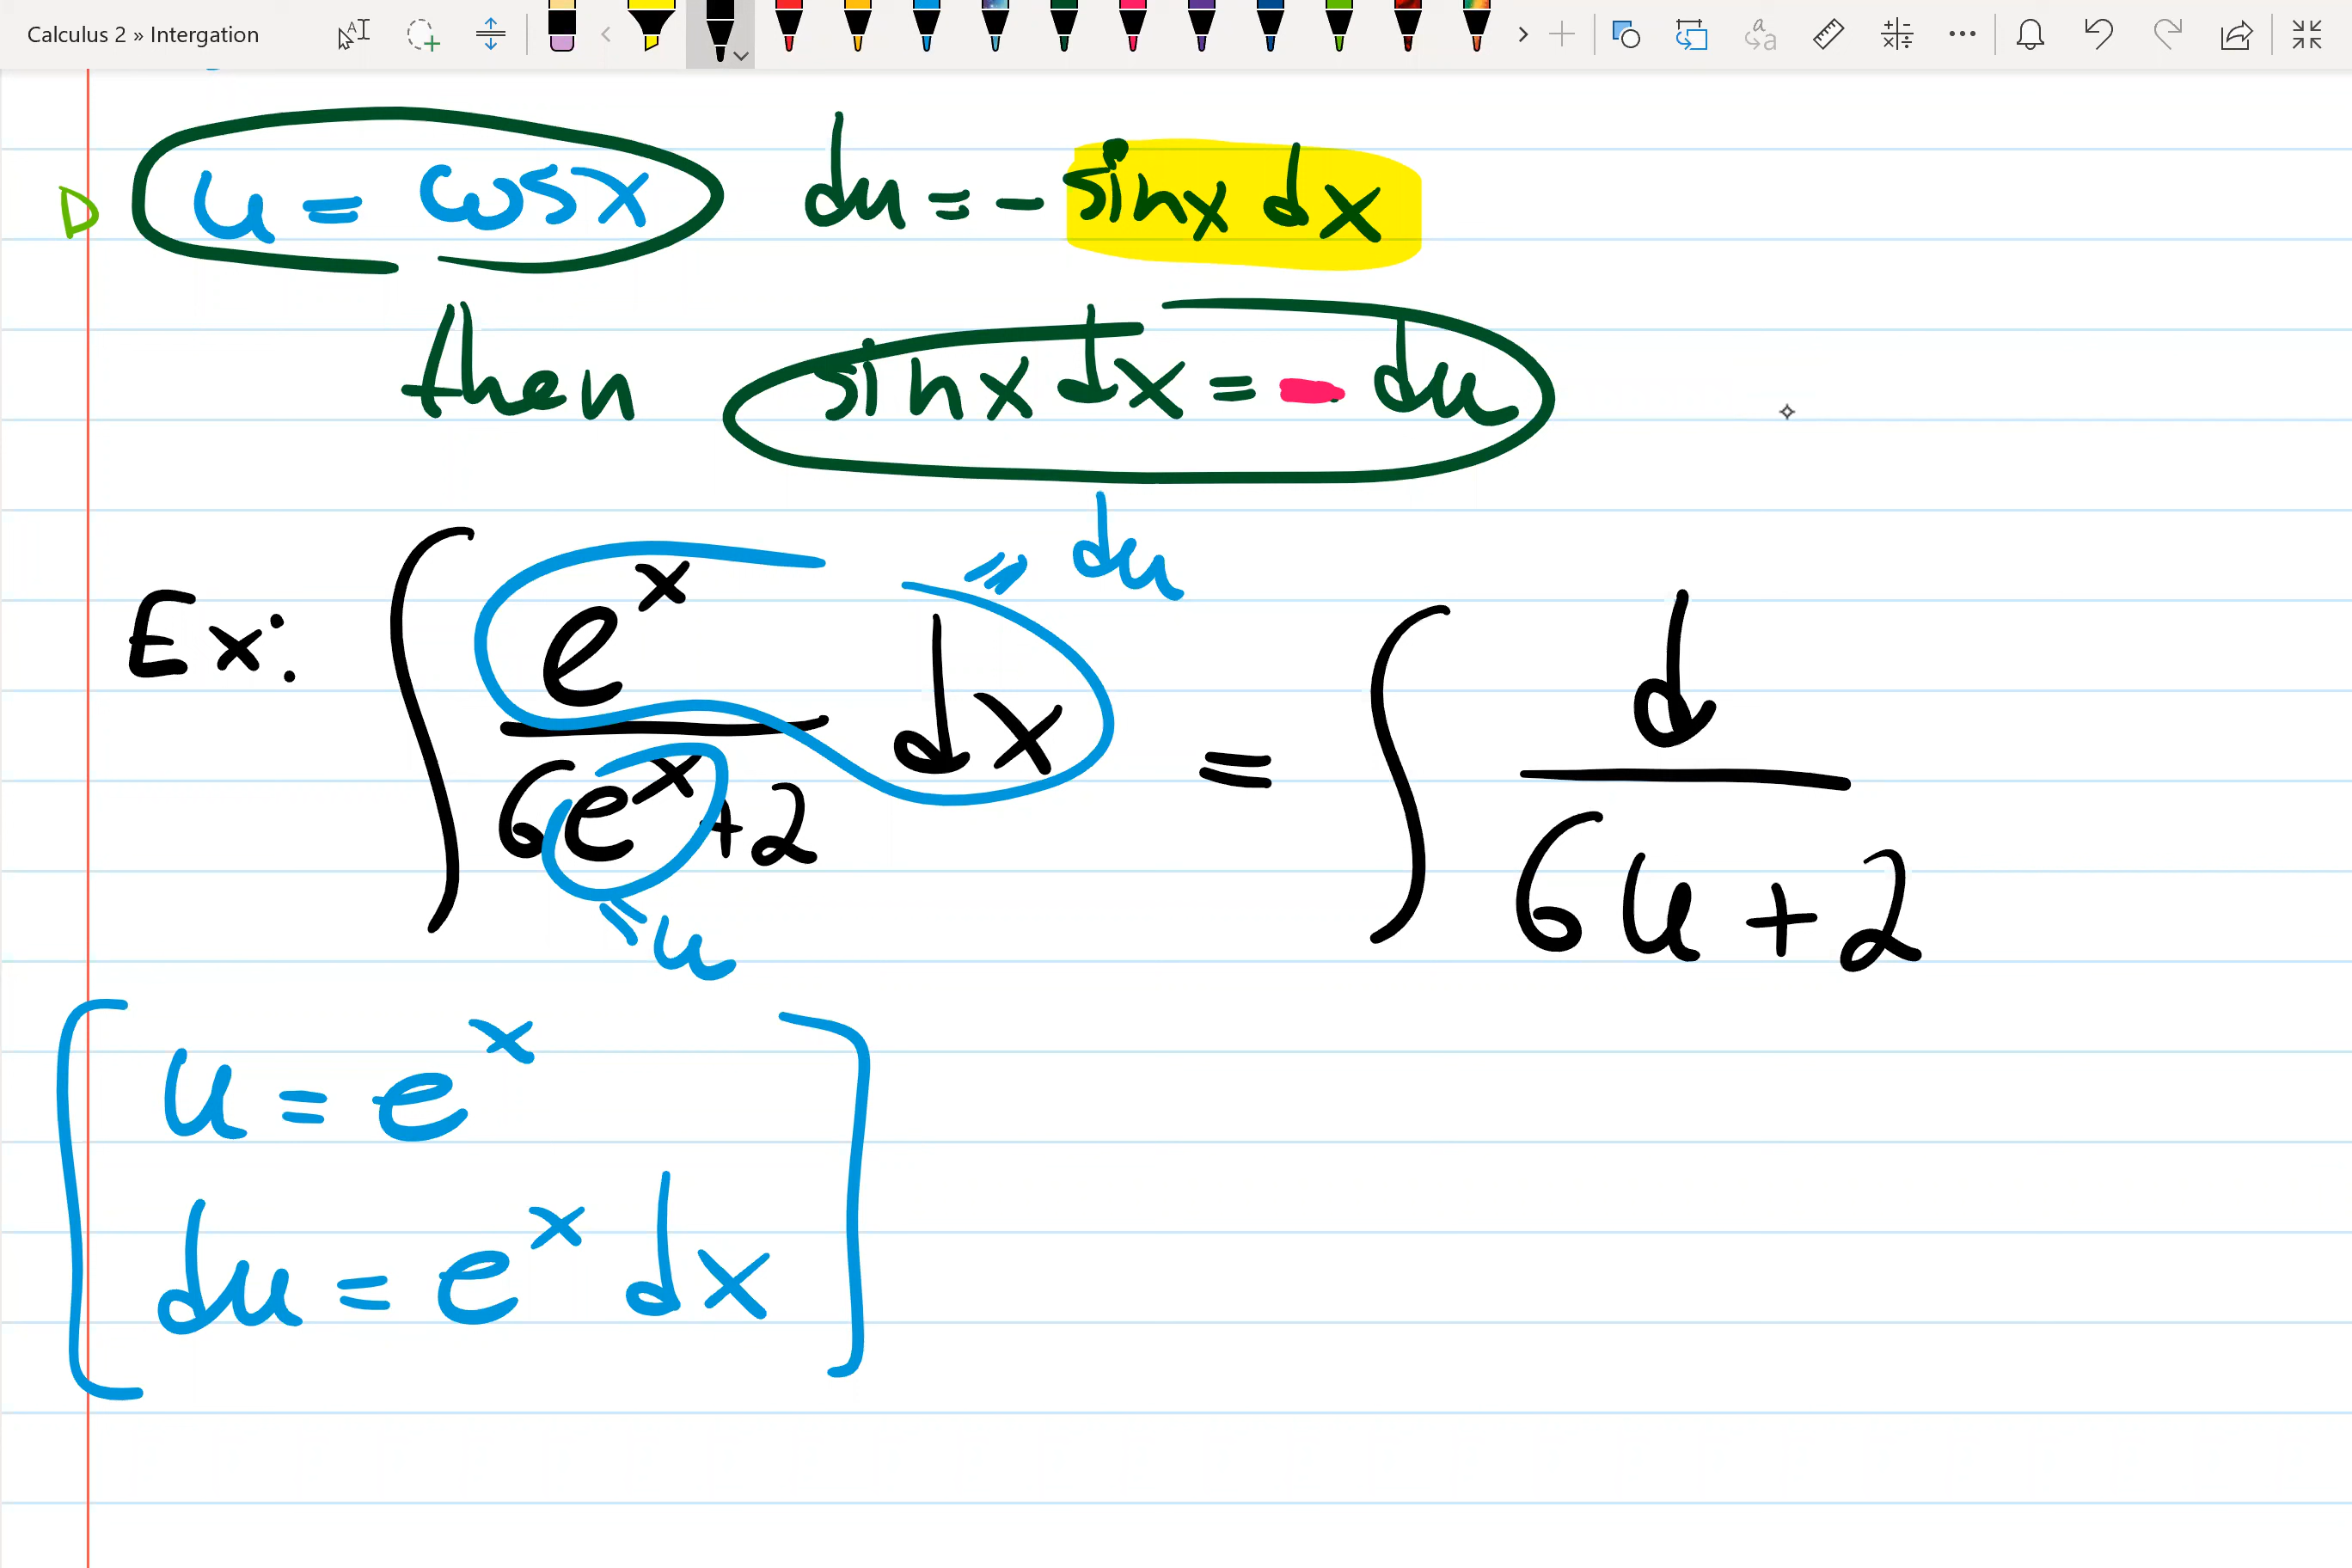 Calculus 2 » Intergation
u = cosx du = - sinx dx
then sinx dx = - du
= du
Ex: ∫ e^x / (6e^x + 2) dx = ∫ d / (6u + 2)
= u
u = e^x
du = e^x dx